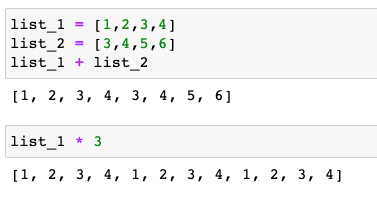 list_1 = [1,2,3,4]
list_2 = [3,4,5,6]
list_1 + list_2
[1, 2, 3, 4, 3, 4, 5, 6]
list_1 * 3
[1, 2, 3, 4, 1, 2, 3, 4, 1, 2, 3, 4]